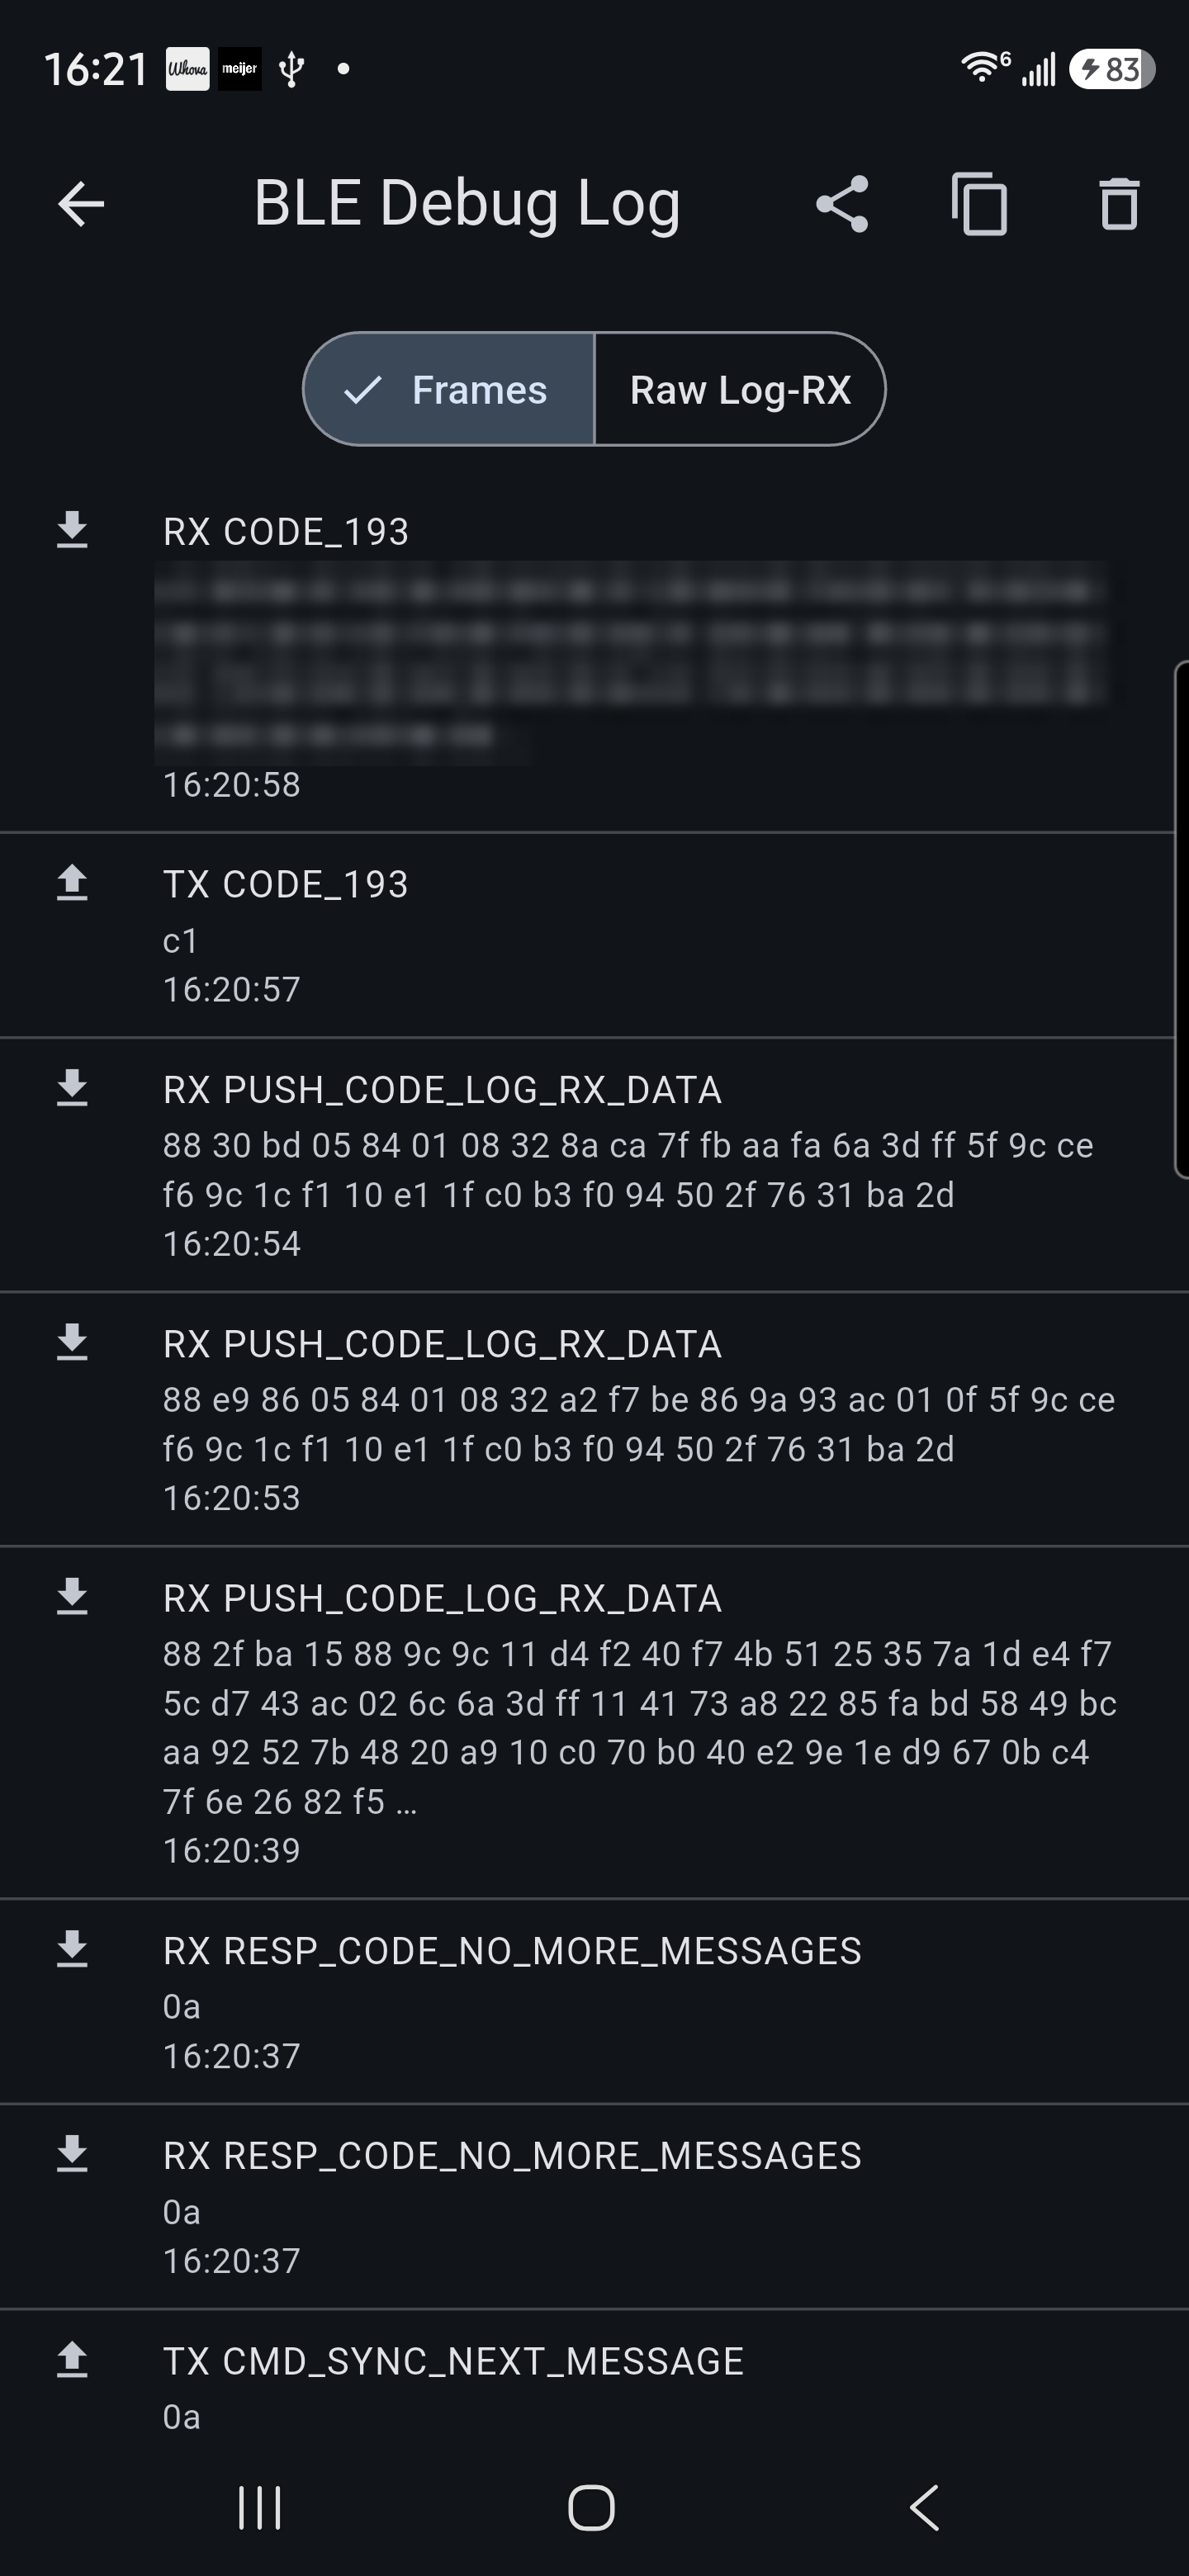 16:21 Whova meijer 6 83
BLE Debug Log
Frames Raw Log-RX
RX CODE_193
16:20:58
TX CODE_193
c1
16:20:57
RX PUSH_CODE_LOG_RX_DATA
88 30 bd 05 84 01 08 32 8a ca 7f fb aa fa 6a 3d ff 5f 9c ce
f6 9c 1c f1 10 e1 1f c0 b3 f0 94 50 2f 76 31 ba 2d
16:20:54
RX PUSH_CODE_LOG_RX_DATA
88 e9 86 05 84 01 08 32 a2 f7 be 86 9a 93 ac 01 0f 5f 9c ce
f6 9c 1c f1 10 e1 1f c0 b3 f0 94 50 2f 76 31 ba 2d
16:20:53
RX PUSH_CODE_LOG_RX_DATA
88 2f ba 15 88 9c 9c 11 d4 f2 40 f7 4b 51 25 35 7a 1d e4 f7
5c d7 43 ac 02 6c 6a 3d ff 11 41 73 a8 22 85 fa bd 58 49 bc
aa 92 52 7b 48 20 a9 10 c0 70 b0 40 e2 9e 1e d9 67 0b c4
7f 6e 26 82 f5 ...
16:20:39
RX RESP_CODE_NO_MORE_MESSAGES
0a
16:20:37
RX RESP_CODE_NO_MORE_MESSAGES
0a
16:20:37
TX CMD_SYNC_NEXT_MESSAGE
0a